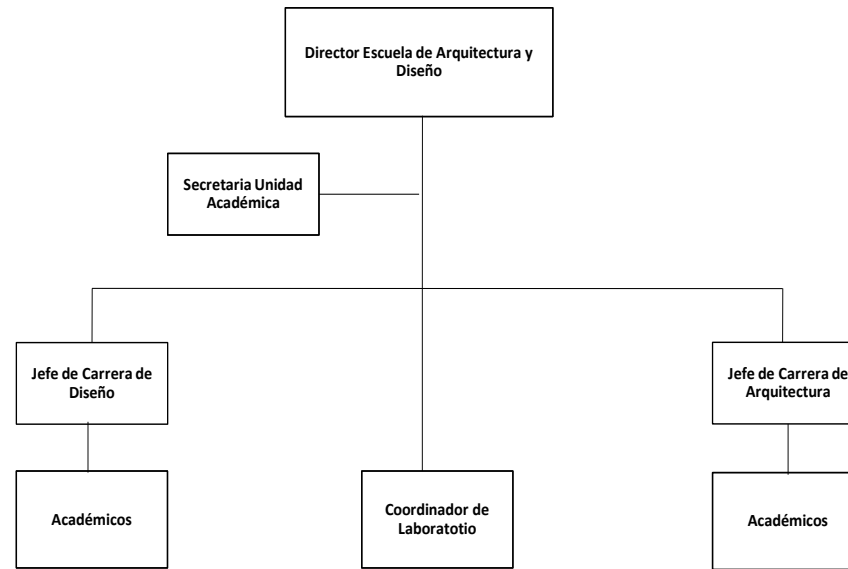 Director Escuela de Arquitectura y
Diseño
Secretaria Unidad
Académica
Jefe de Carrera de
Diseño
Jefe de Carrera de
Arquitectura
Académicos
Coordinador de
Laboratotio
Académicos